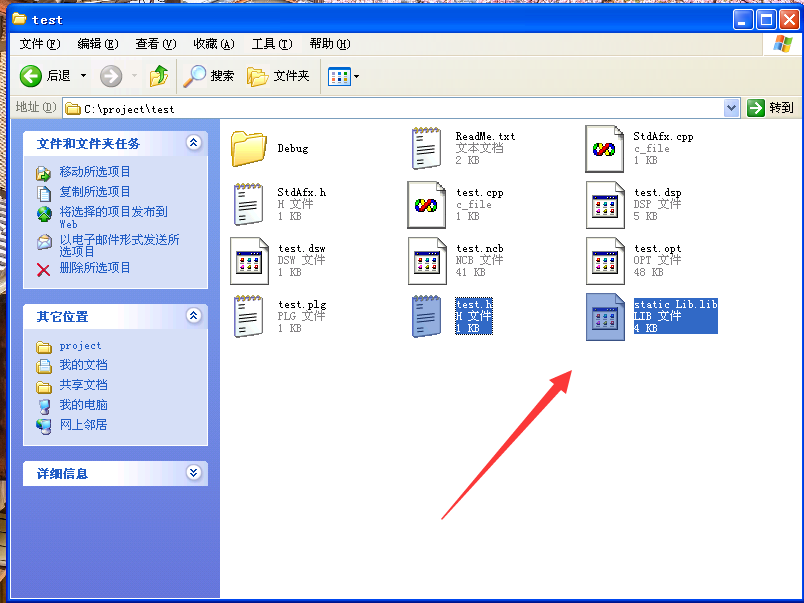 test
文件(F) 编辑(E) 查看(V) 收藏(A) 工具(T) 帮助(H)
后退 搜索 文件夹
地址(D) C:\project\test 转到
文件和文件夹任务
移动所选项目
复制所选项目
将选择的项目发布到
Web
以电子邮件形式发送所
选项目
删除所选项目
其它位置
project
我的文档
共享文档
我的电脑
网上邻居
详细信息
Debug
ReadMe.txt
文本文档
2 KB
StdAfx.cpp
c_file
1 KB
StdAfx.h
H 文件
1 KB
test.cpp
c_file
1 KB
test.dsp
DSP 文件
5 KB
test.dsw
DSW 文件
1 KB
test.ncb
NCB 文件
41 KB
test.opt
OPT 文件
48 KB
test.plg
PLG 文件
1 KB
test.h
H 文件
1 KB
static Lib.lib
LIB 文件
4 KB